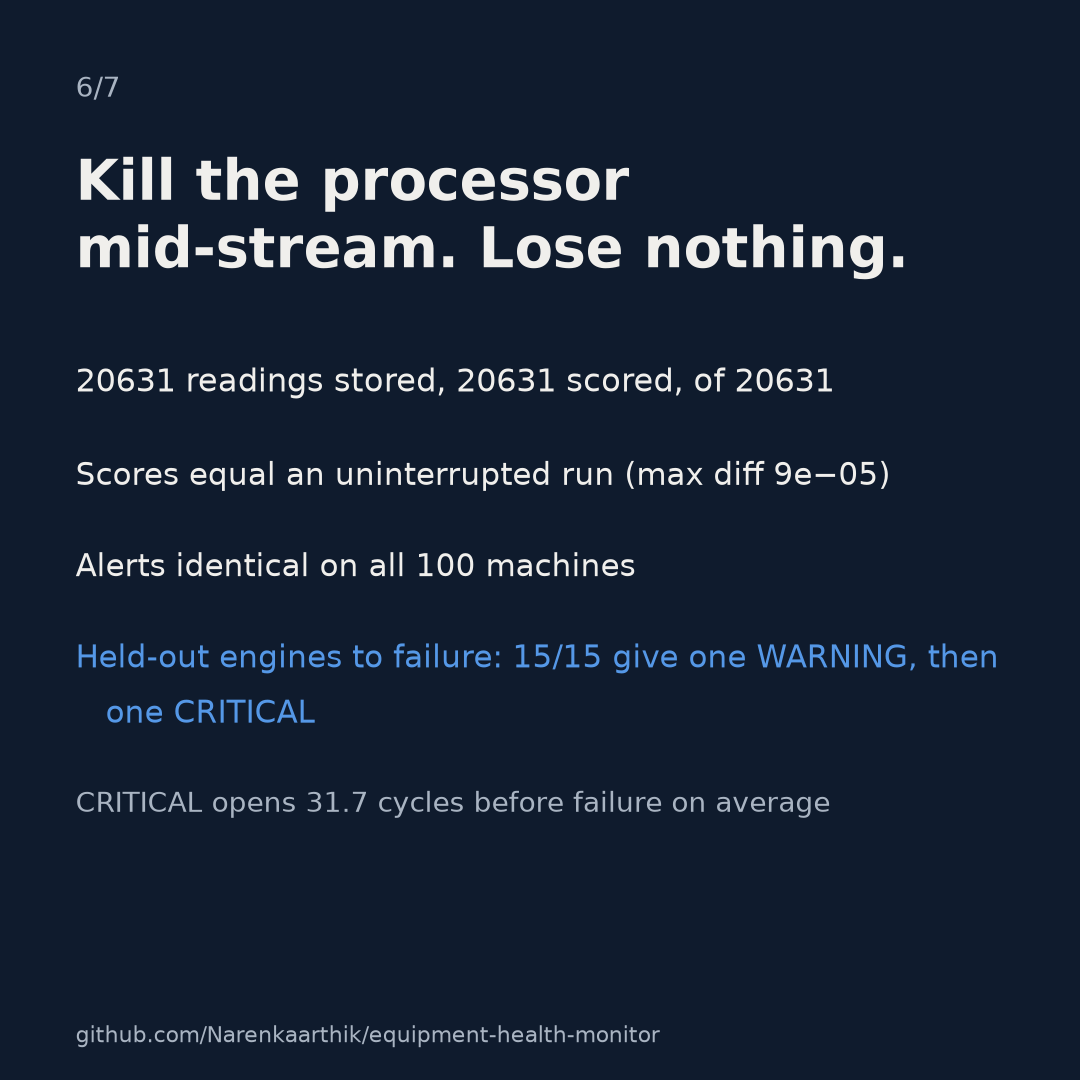 6/7
Kill the processor
mid-stream. Lose nothing.
20631 readings stored, 20631 scored, of 20631
Scores equal an uninterrupted run (max diff 9e−05)
Alerts identical on all 100 machines
Held-out engines to failure: 15/15 give one WARNING, then
one CRITICAL
CRITICAL opens 31.7 cycles before failure on average
github.com/Narenkaarthik/equipment-health-monitor